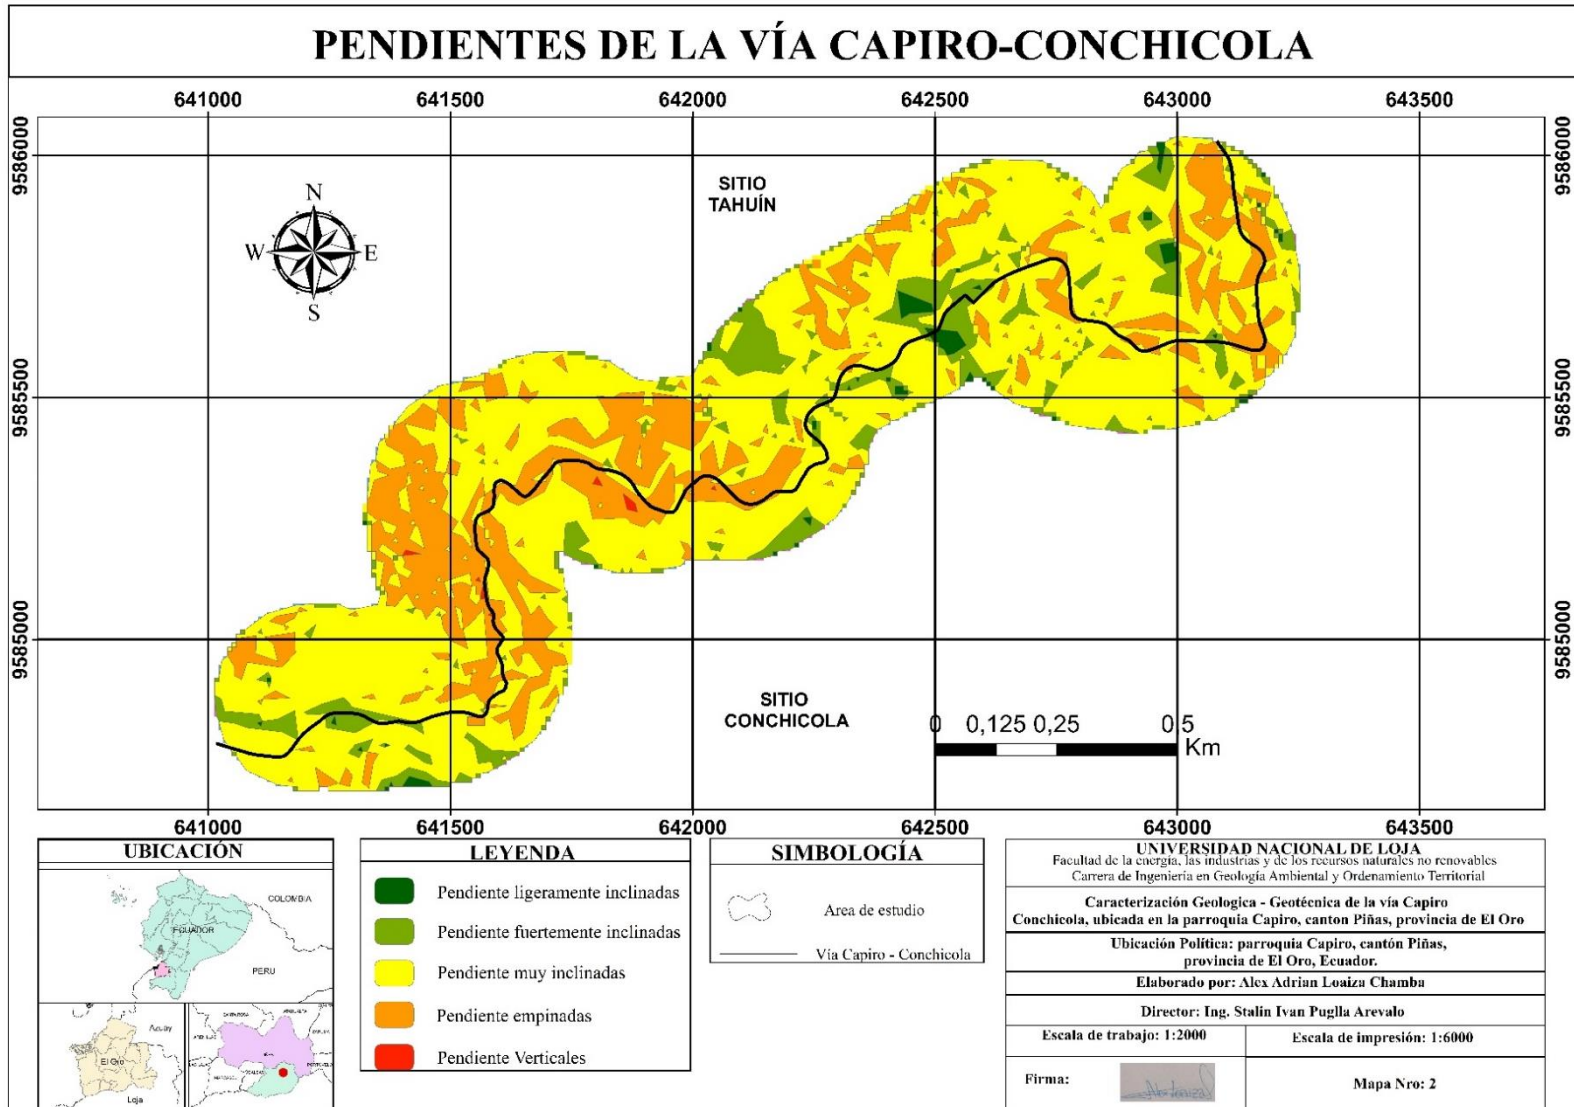 PENDIENTES DE LA VÍA CAPIRO-CONCHICOLA
641000 641500 642000 642500 643000 643500
9586000 9586000
9585500 9585500
9585000 9585000
N
W E
S
SITIO
TAHUÍN
SITIO
CONCHICOLA
0 0,125 0,25 0,5
Km
641000 641500 642000 642500 643000 643500
UBICACIÓN
COLOMBIA
ECUADOR
PERU
Azuay
El Oro
Loja
LEYENDA
Pendiente ligeramente inclinadas
Pendiente fuertemente inclinadas
Pendiente muy inclinadas
Pendiente empinadas
Pendiente Verticales
SIMBOLOGÍA
Area de estudio
Vía Capiro - Conchicola
UNIVERSIDAD NACIONAL DE LOJA
Facultad de la energía, las industrias y de los recursos naturales no renovables
Carrera de Ingeniería en Geología Ambiental y Ordenamiento Territorial
Caracterización Geologica - Geotécnica de la vía Capiro
Conchicola, ubicada en la parroquia Capiro, canton Piñas, provincia de El Oro
Ubicación Política: parroquia Capiro, cantón Piñas,
provincia de El Oro, Ecuador.
Elaborado por: Alex Adrian Loaiza Chamba
Director: Ing. Stalin Ivan Puglla Arevalo
Escala de trabajo: 1:2000
Escala de impresión: 1:6000
Firma:
Mapa Nro: 2